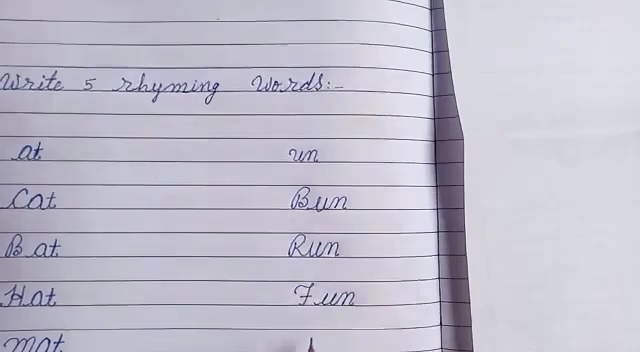 Write 5 rhyming words:-
at un
Cat Bun
Bat Run
Hat Fun
mat